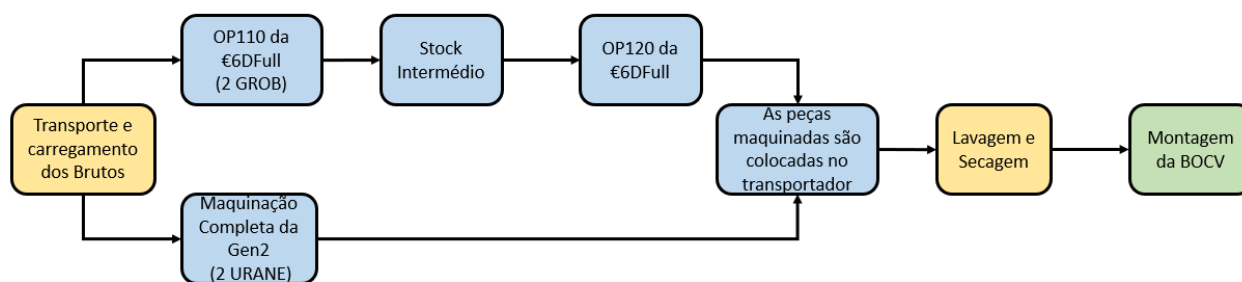 Transporte e
carregamento
dos Brutos
OP110 da
€6DFull
(2 GROB)
Stock
Intermédio
OP120 da
€6DFull
Maquinação
Completa da
Gen2
(2 URANE)
As peças
maquinadas são
colocadas no
transportador
Lavagem e
Secagem
Montagem
da BOCV